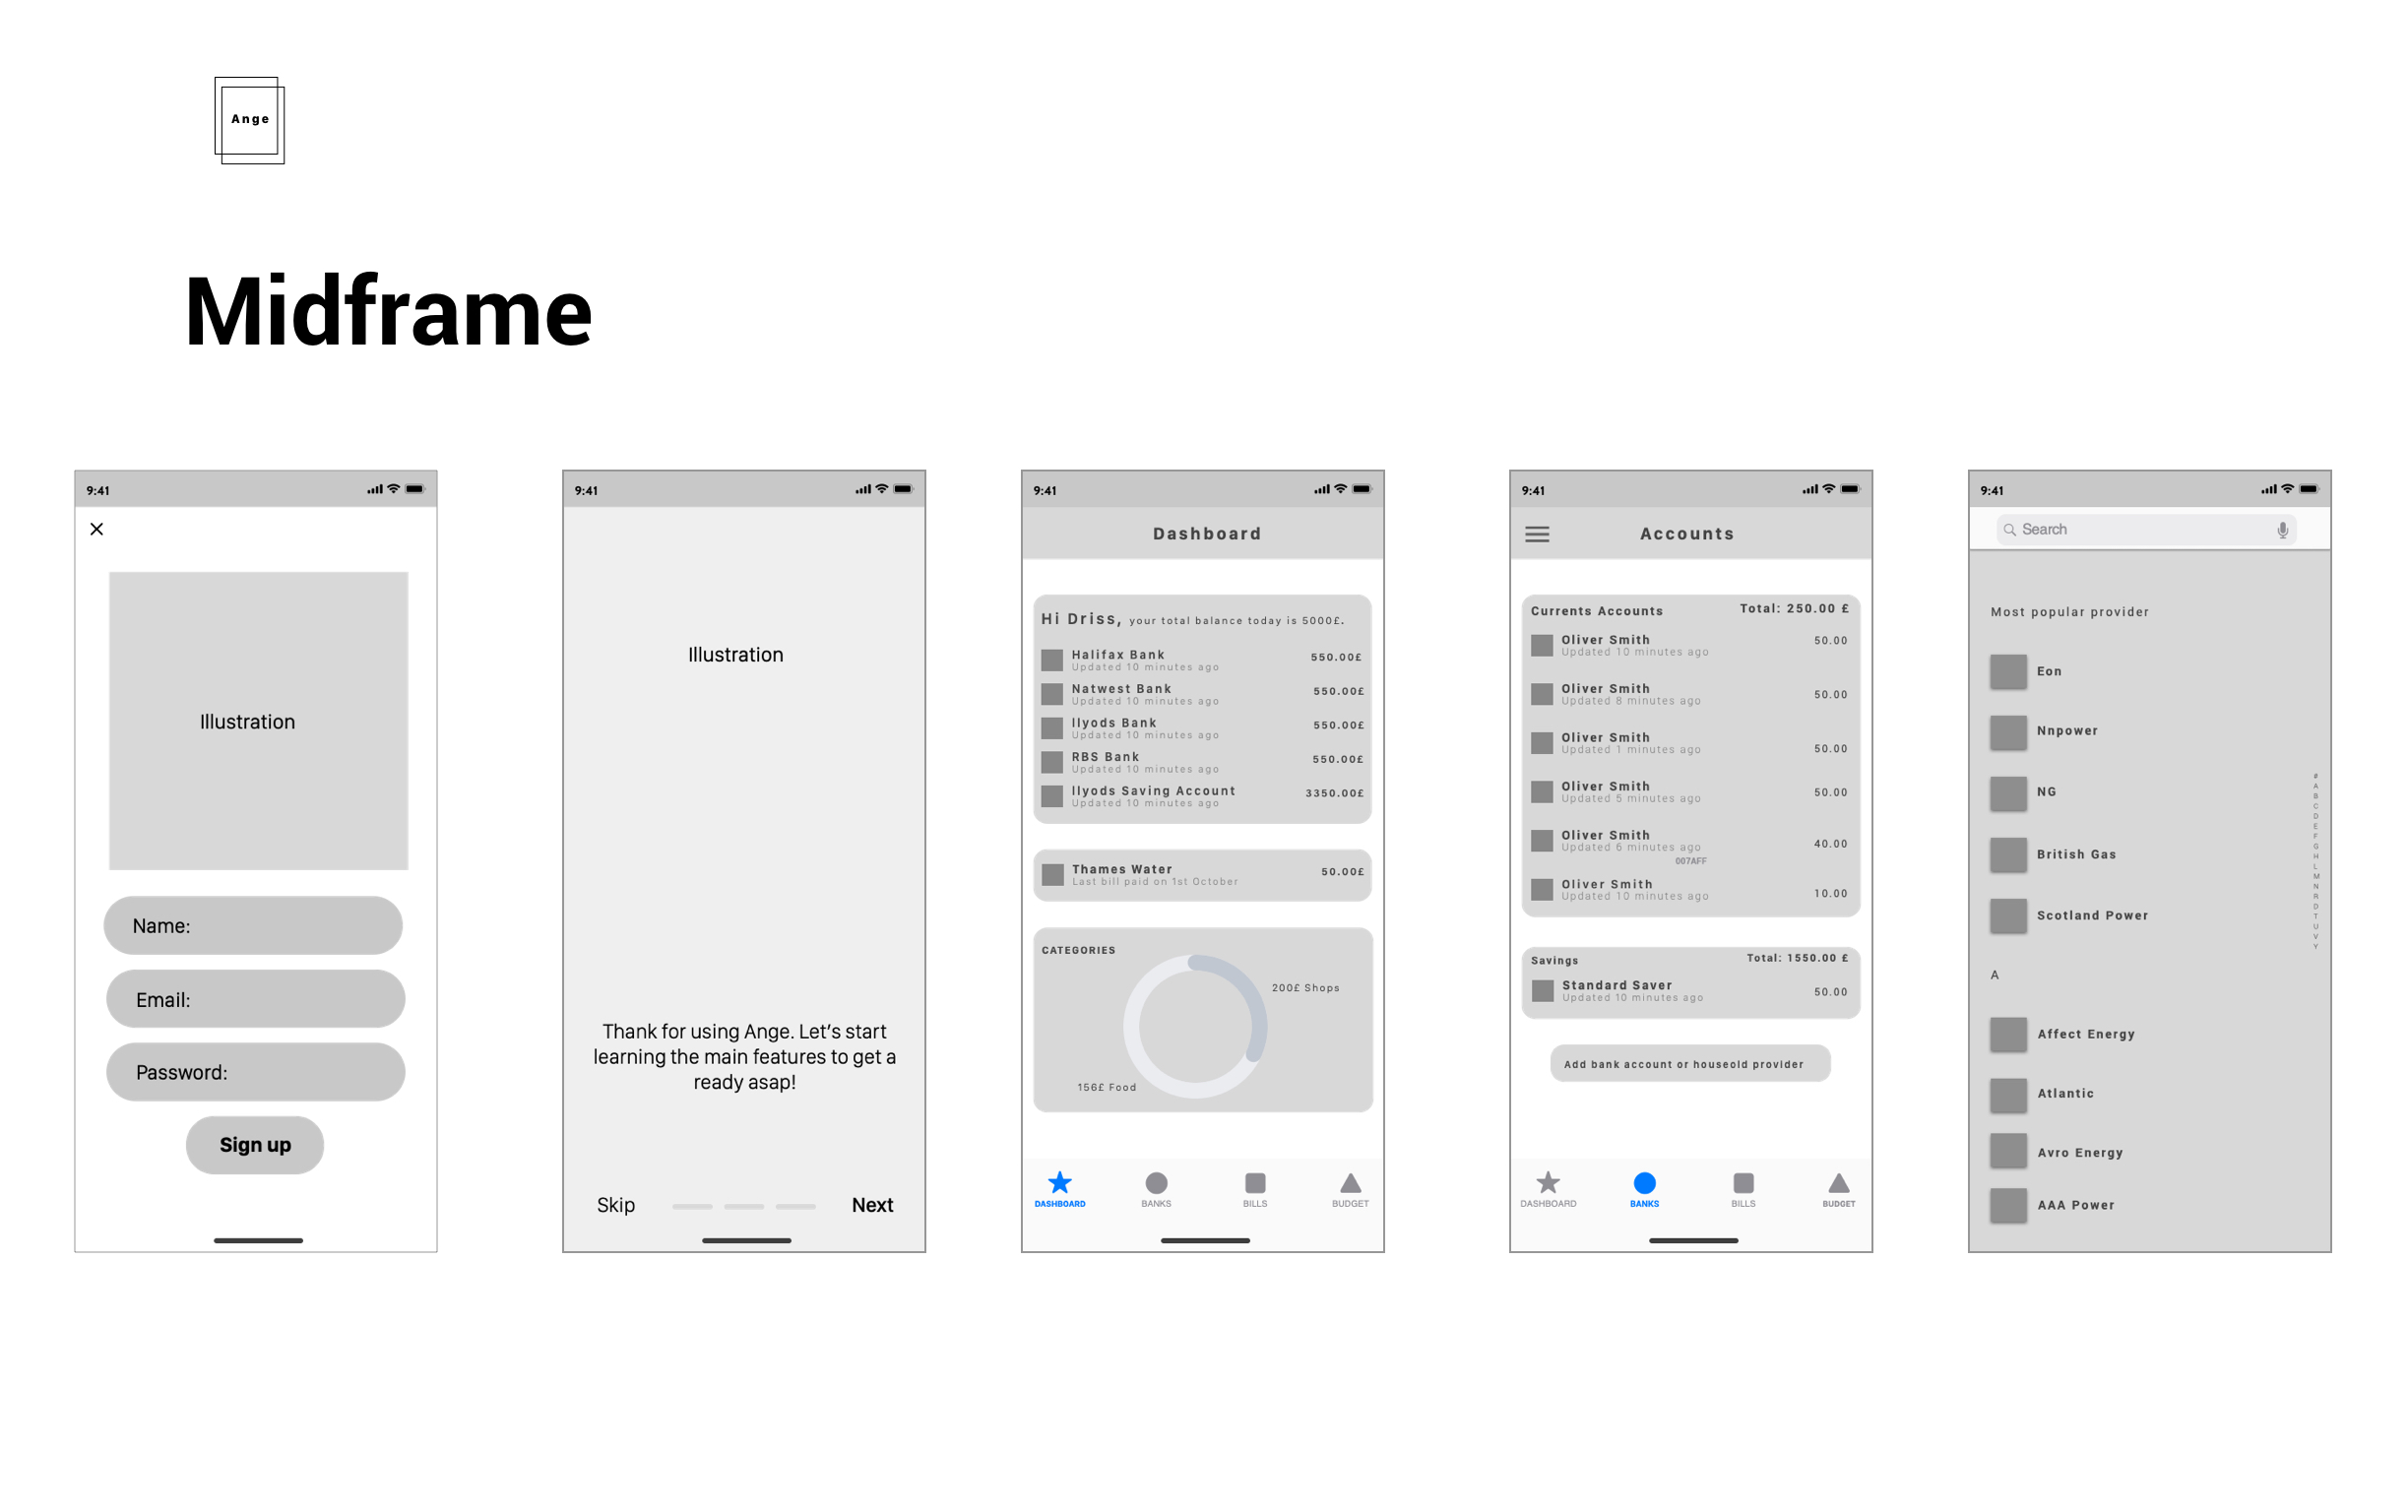 Ange
Midframe
9:41
Illustration
Name:
Email:
Password:
Sign up
9:41
Illustration
Thank for using Ange. Let's start
learning the main features to get a
ready asap!
Skip
Next
9:41
Dashboard
Hi Driss, your total balance today is 5000£.
Halifax Bank
550.00£
Updated 10 minutes ago
Natwest Bank
550.00£
Updated 10 minutes ago
llyods Bank
550.00£
Updated 10 minutes ago
RBS Bank
550.00£
Updated 10 minutes ago
llyods Saving Account
3350.00£
Updated 10 minutes ago
Thames Water
50.00£
Last bill paid on 1st October
CATEGORIES
200£ Shops
156£ Food
DASHBOARD
BANKS
BILLS
BUDGET
9:41
Accounts
Currents Accounts
Total: 250.00 £
Oliver Smith
50.00
Updated 10 minutes ago
Oliver Smith
50.00
Updated 8 minutes ago
Oliver Smith
50.00
Updated 1 minutes ago
Oliver Smith
50.00
Updated 5 minutes ago
Oliver Smith
40.00
Updated 6 minutes ago
007AFF
Oliver Smith
10.00
Updated 10 minutes ago
Savings
Total: 1550.00 £
Standard Saver
50.00
Updated 10 minutes ago
Add bank account or houseold provider
DASHBOARD
BANKS
BILLS
BUDGET
9:41
Search
Most popular provider
Eon
Nnpower
NG
British Gas
Scotland Power
A
Affect Energy
Atlantic
Avro Energy
AAA Power
#
A
B
C
D
E
F
G
H
L
M
N
R
D
T
U
V
Y